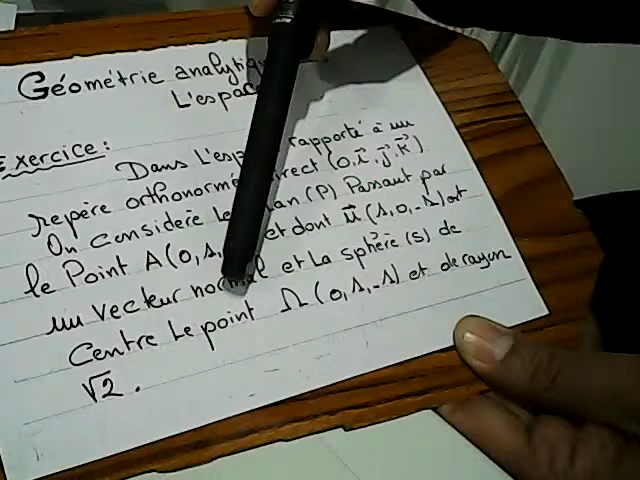 Géométrie analytiq
L'espac
Exercice:
Dans L'esp rapporté à un
repère orthonormé direct (o,i,j,k)
On considère Le plan (P) Passant par
le Point A(0,1, et dont u(1,0,-1) est
un vecteur normal et La sphère (S) de
Centre Le point Ω(0,1,-1) et de rayon
√2.